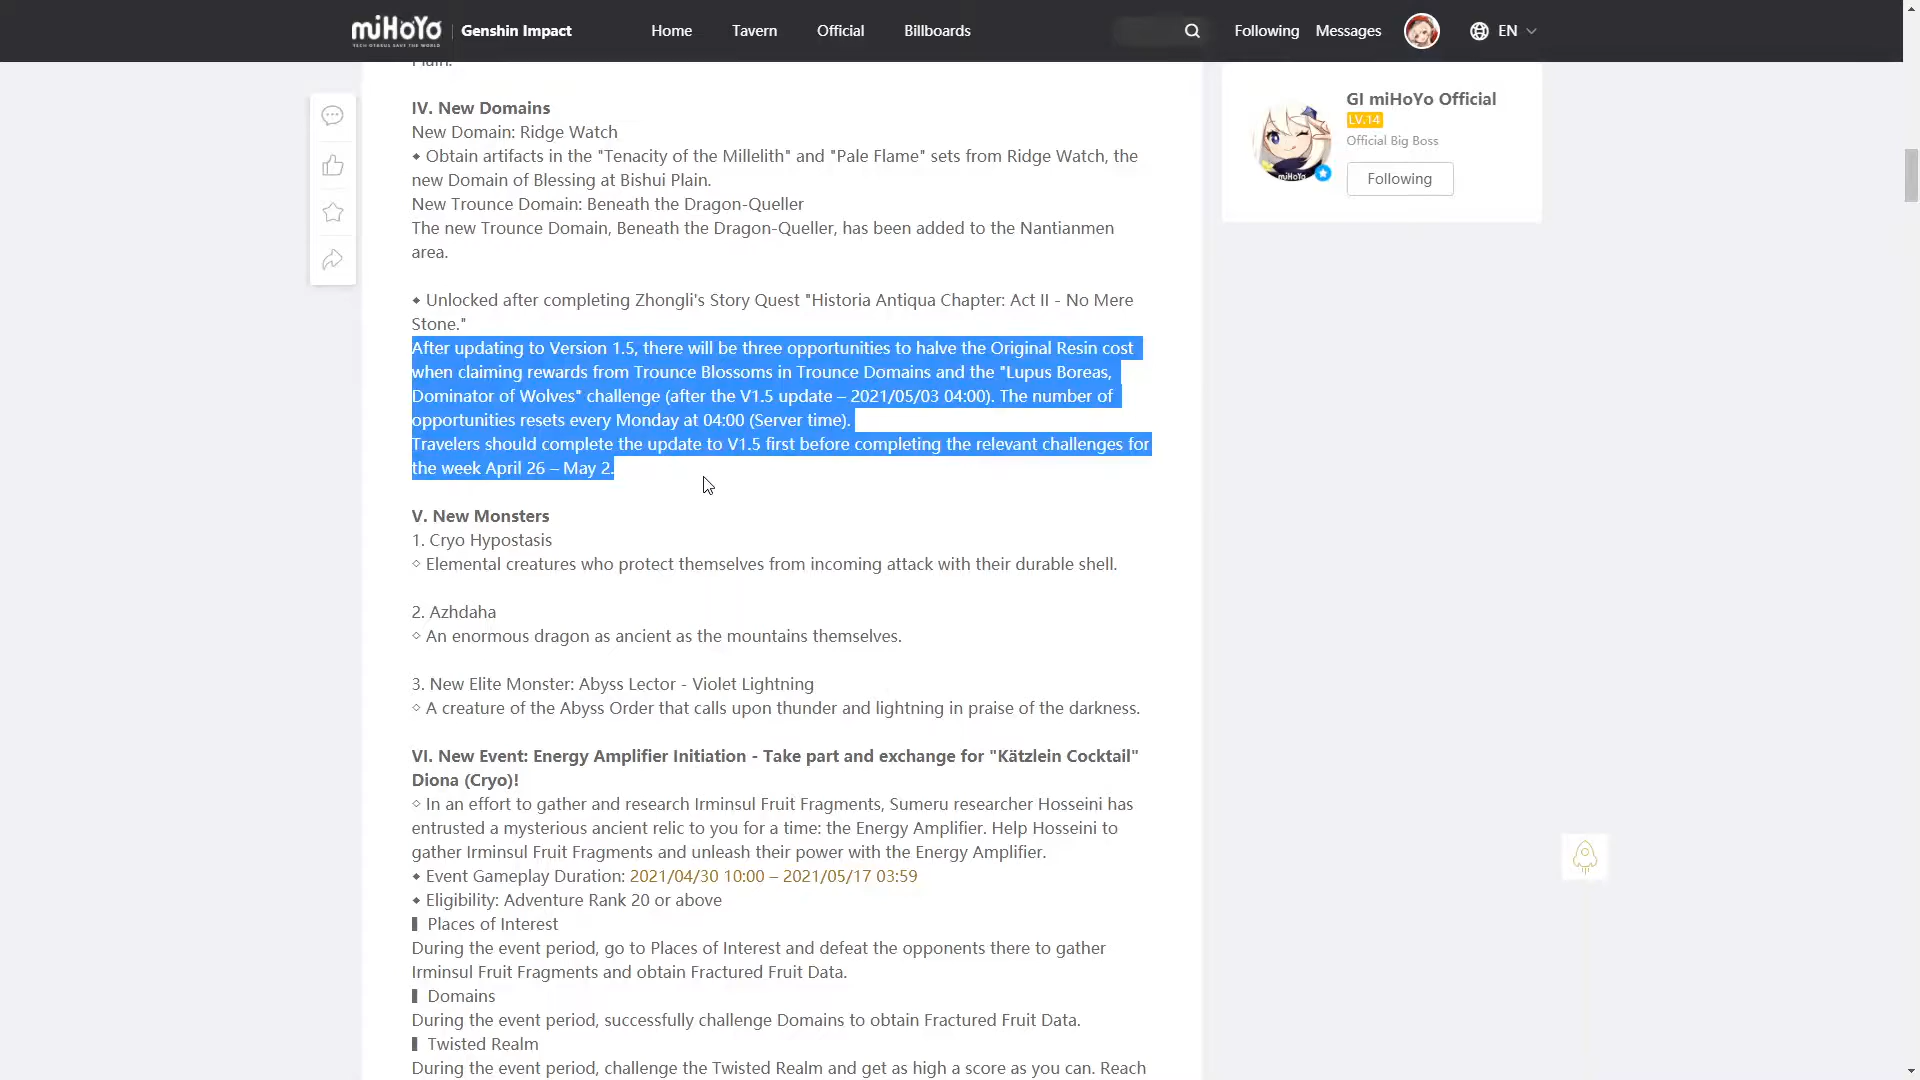 miHoYo
TECH OTAKUS SAVE THE WORLD
Genshin Impact
Home
Tavern
Official
Billboards
Following
Messages
EN
Plain.
IV. New Domains
New Domain: Ridge Watch
◆ Obtain artifacts in the "Tenacity of the Millelith" and "Pale Flame" sets from Ridge Watch, the
new Domain of Blessing at Bishui Plain.
New Trounce Domain: Beneath the Dragon-Queller
The new Trounce Domain, Beneath the Dragon-Queller, has been added to the Nantianmen
area.
◆ Unlocked after completing Zhongli's Story Quest "Historia Antiqua Chapter: Act II - No Mere
Stone."
After updating to Version 1.5, there will be three opportunities to halve the Original Resin cost
when claiming rewards from Trounce Blossoms in Trounce Domains and the "Lupus Boreas,
Dominator of Wolves" challenge (after the V1.5 update – 2021/05/03 04:00). The number of
opportunities resets every Monday at 04:00 (Server time).
Travelers should complete the update to V1.5 first before completing the relevant challenges for
the week April 26 – May 2.
V. New Monsters
1. Cryo Hypostasis
◇ Elemental creatures who protect themselves from incoming attack with their durable shell.
2. Azhdaha
◇ An enormous dragon as ancient as the mountains themselves.
3. New Elite Monster: Abyss Lector - Violet Lightning
◇ A creature of the Abyss Order that calls upon thunder and lightning in praise of the darkness.
VI. New Event: Energy Amplifier Initiation - Take part and exchange for "Kätzlein Cocktail"
Diona (Cryo)!
◇ In an effort to gather and research Irminsul Fruit Fragments, Sumeru researcher Hosseini has
entrusted a mysterious ancient relic to you for a time: the Energy Amplifier. Help Hosseini to
gather Irminsul Fruit Fragments and unleash their power with the Energy Amplifier.
◆ Event Gameplay Duration: 2021/04/30 10:00 – 2021/05/17 03:59
◆ Eligibility: Adventure Rank 20 or above
▌ Places of Interest
During the event period, go to Places of Interest and defeat the opponents there to gather
Irminsul Fruit Fragments and obtain Fractured Fruit Data.
▌ Domains
During the event period, successfully challenge Domains to obtain Fractured Fruit Data.
▌ Twisted Realm
During the event period, challenge the Twisted Realm and get as high a score as you can. Reach
GI miHoYo Official
LV.14
Official Big Boss
miHoYo
Following